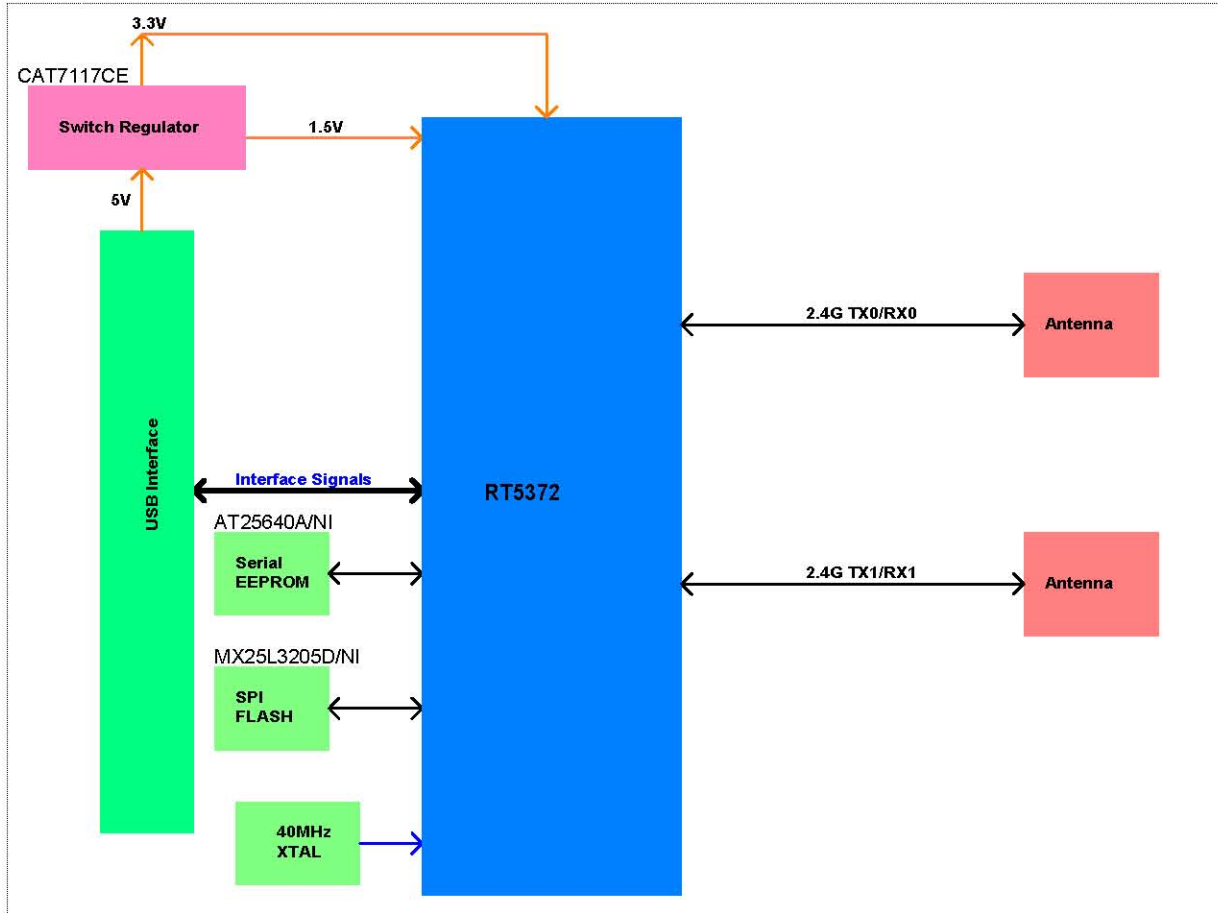 3.3V
CAT7117CE
Switch Regulator
1.5V
5V
2.4G TX0/RX0
Antenna
USB Interface
Interface Signals
RT5372
AT25640A/NI
Serial
EEPROM
2.4G TX1/RX1
Antenna
MX25L3205D/NI
SPI
FLASH
40MHz
XTAL